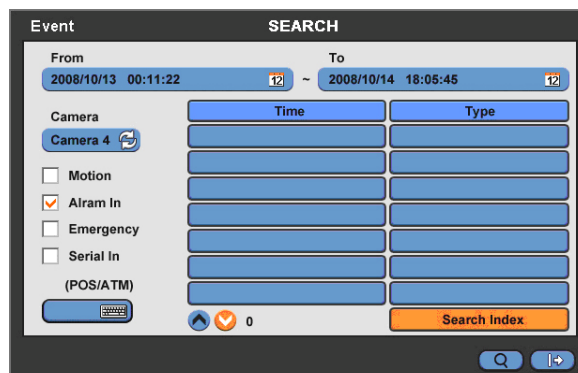 Event SEARCH
From To
2008/10/13 00:11:22 12 ~ 2008/10/14 18:05:45 12
Camera Time Type
Camera 4
Motion
Alram In
Emergency
Serial In
(POS/ATM)
0 Search Index